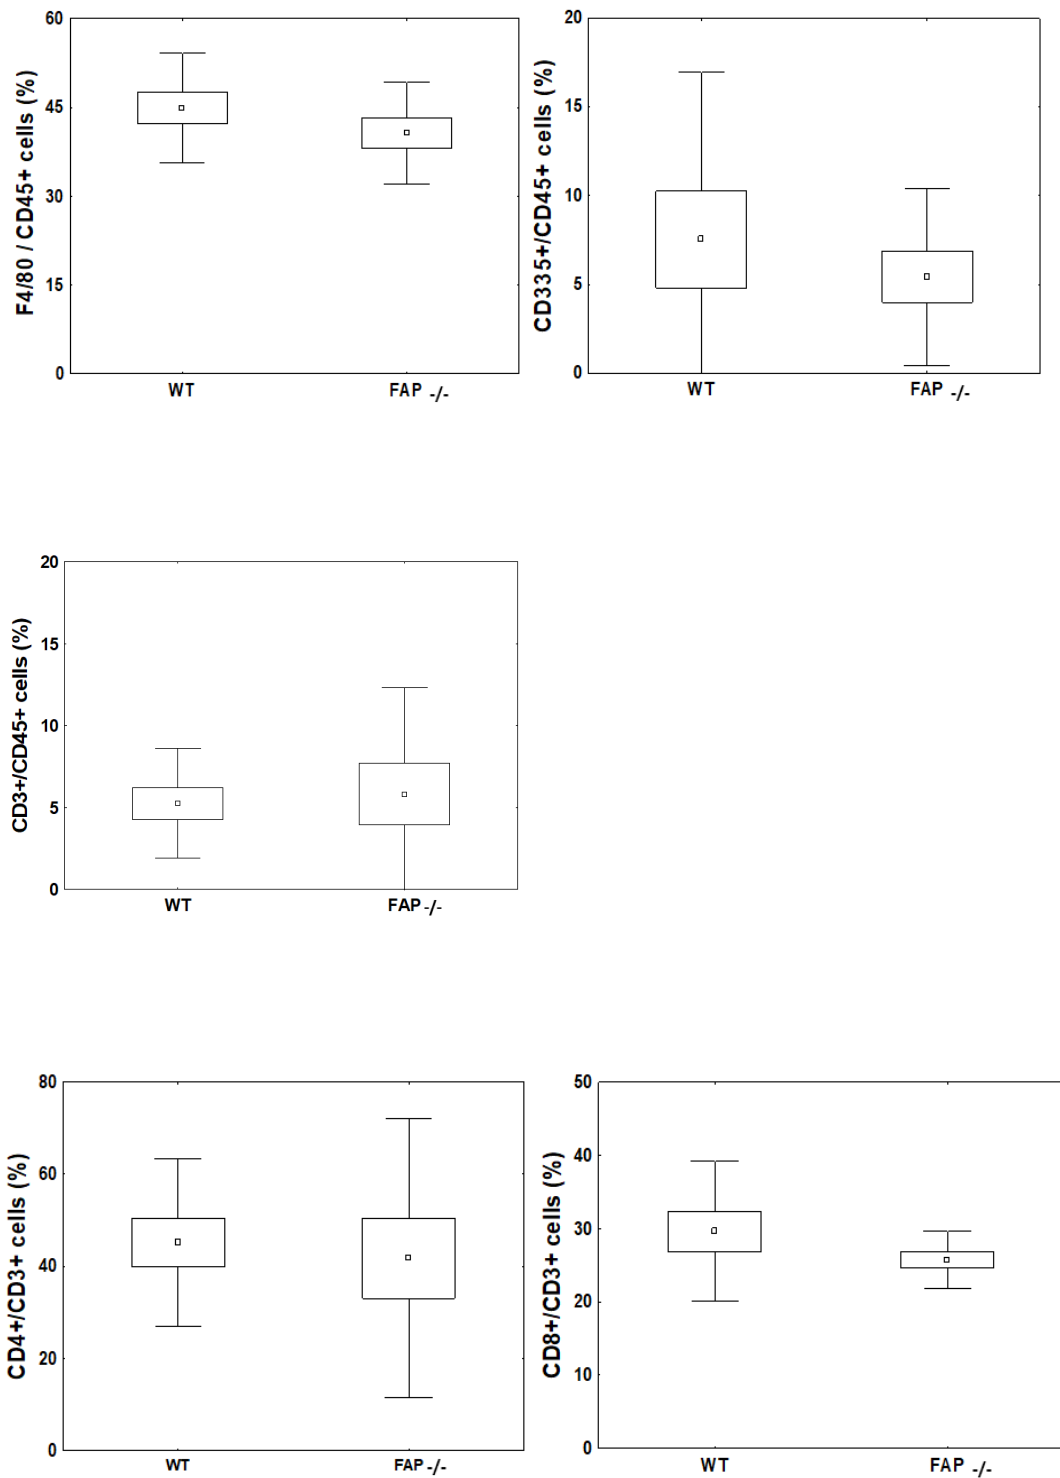 F4/80 / CD45+ cells (%)
60
45
30
15
0
WT
FAP -/-
CD335+/CD45+ cells (%)
20
15
10
5
0
WT
FAP -/-
CD3+/CD45+ cells (%)
20
15
10
5
0
WT
FAP -/-
CD4+/CD3+ cells (%)
80
60
40
20
0
WT
FAP -/-
CD8+/CD3+ cells (%)
50
40
30
20
10
0
WT
FAP -/-